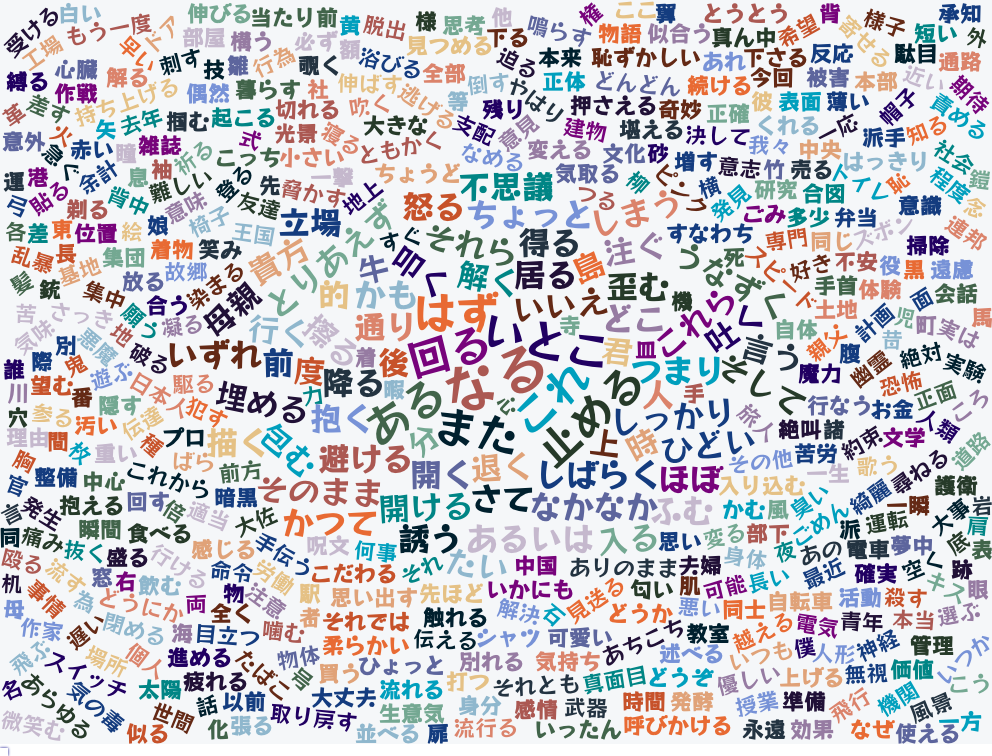 受ける 白い もう一度 ドア 伸びる 当たり前 黄 脱出 様 思考 他 鳴らす 権 ここ 翼 とうとう 背 様子 承知
工場 早い 部屋 構う 必ず 額 見つめる 下る 物語 似合う 真ん中 希望 寄せる 短い 外
心臓 解る 刺す 技 雛 行為 覗く 浴びる 全部 迫る 本来 恥ずかしい あれ 下さる 反応 駄目 通路
縛る 作戦 持ち上げる 偶然 暮らす 社 伸ばす 逃げる 倒す 正体 どんどん 続ける 今回 被害 本部 近い 期待
革 差す 矢 去年 掴む 起こる 切れる 吹く 等 残り やはり 押さえる 奇妙 正確 彼 表面 薄い 帽子 責める
意外 火 赤い 瞳 雑誌 式 光景 寝る 大きな 支配 意見 建物 堪える 決して 我々 くれる 一応 派手 知る
急ぐ 余計 息 袖 祈る こっち 小さい ともかく なめる 変える 文化 砂 増す 意志 竹 中央 売る はっきり 社会
運 港 貼る 背中 難しい 登る 先 脅かす 一撃 地上 ちょうど 不思議 気取る 柳 ピンク 横 発見 研究 合図 トイレ 恥 程度 鎧
弓 剃る 娘 意味 椅子 友達 立場 怒る ちょっと つる しまう ごみ 多少 弁当 意識 念
各 差 東 位置 絵 王国 とりあえず すぐ それら 得る 注ぐ すなわち 専門 同じ ズボン 掃除 連邦
乱暴 長 基地 集団 着物 笑み 貴方 牛 叩く 解く 居る 島 うなずく 死 スピード 好き 不安 役 黒 遠慮
髪 銃 集中 放る 故郷 染まる 母親 的 かも はず いいえ 歪む 機 これら 手首 体験 面 会話
苦 さっき 願う 合う 凝る 行く 撫る 通り いとこ 寺 どこ 吐く 自体 土地 計画 児 町 実は 馬
気味 悪魔 地 破る いずれ 前 度 着 後 回る なる 君 皿 つまり 言う 親父 腹 幽霊 苔 絶対 実験
誰 際 別 鬼 遊ぶ 日本人 駆る 埋める 力 降る 暇 ある 心 これ 止める 人 手 そして 魔力 恐怖 正面
川 望む 番 隠す 伝達 犯す 抱く 分 また 上 しっかり 旅人 行なう お金 人類 ころ
穴 参る 汚い 種 プロ 描く 包む 避ける 時 ひどい 絶叫 諸 約束 文学
理由 間 杉 重い ばら 前方 開く 退く しばらく ほぼ その他 苦労 一生 歌う 尋ねる 道路
胸 官 整備 中心 これから 暗黒 そのまま 開ける さて なかなか 入り込む 臭い 綺麗 護衛
言 発生 抱える 回す 倍 適当 大佐 かつて ふむ かむ 風 ごめん 派 運転 一瞬 大事 岩
同 痛み 瞬間 食べる 手伝う 呪文 何事 誘う あるいは 入る 思い 変る 部下 夜 あの 電車 夢中 底 肩 表
殴る 抜く 盛る 行ける 感じる こだわる それ たい 中国 ありのまま 夫婦 身体 長い 最近 確実 空く 跡
机 流す 窓 右 飲む 命令 労働 駅 思い出す 先ほど いかにも 匂い 肌 可能 キス 眼
母 事情 為 どうにか 両 物 注意 者 それでは 触れる 解決 石 見送る どうか 悪い 同士 自転車 活動 殺す
作家 遅い 閉める 海 全く 目立つ 噛む 柔らかい 伝える シャツ 可愛い あちこち 教室 越える 電気 青年 本当 選ぶ
飛ぶ スイッチ 場所 個人 進める たばこ 物体 買う ひょっと 別れる 気持ち 述べる いつも 僕 人形 神経 管理 いつか
名 あらゆる 気の毒 太陽 疲れる 号 大丈夫 流れる 打つ それとも 真面目 どうぞ 優しい 上げる 無視 価値 こう
微笑む 世間 話 以前 取り戻す 生意気 身分 感情 武器 時間 発酵 授業 準備 飛行 機関 風景
似る 化 張る 並べる 扉 流行る いったん 呼びかける 永遠 効果 なぜ 使える 一方